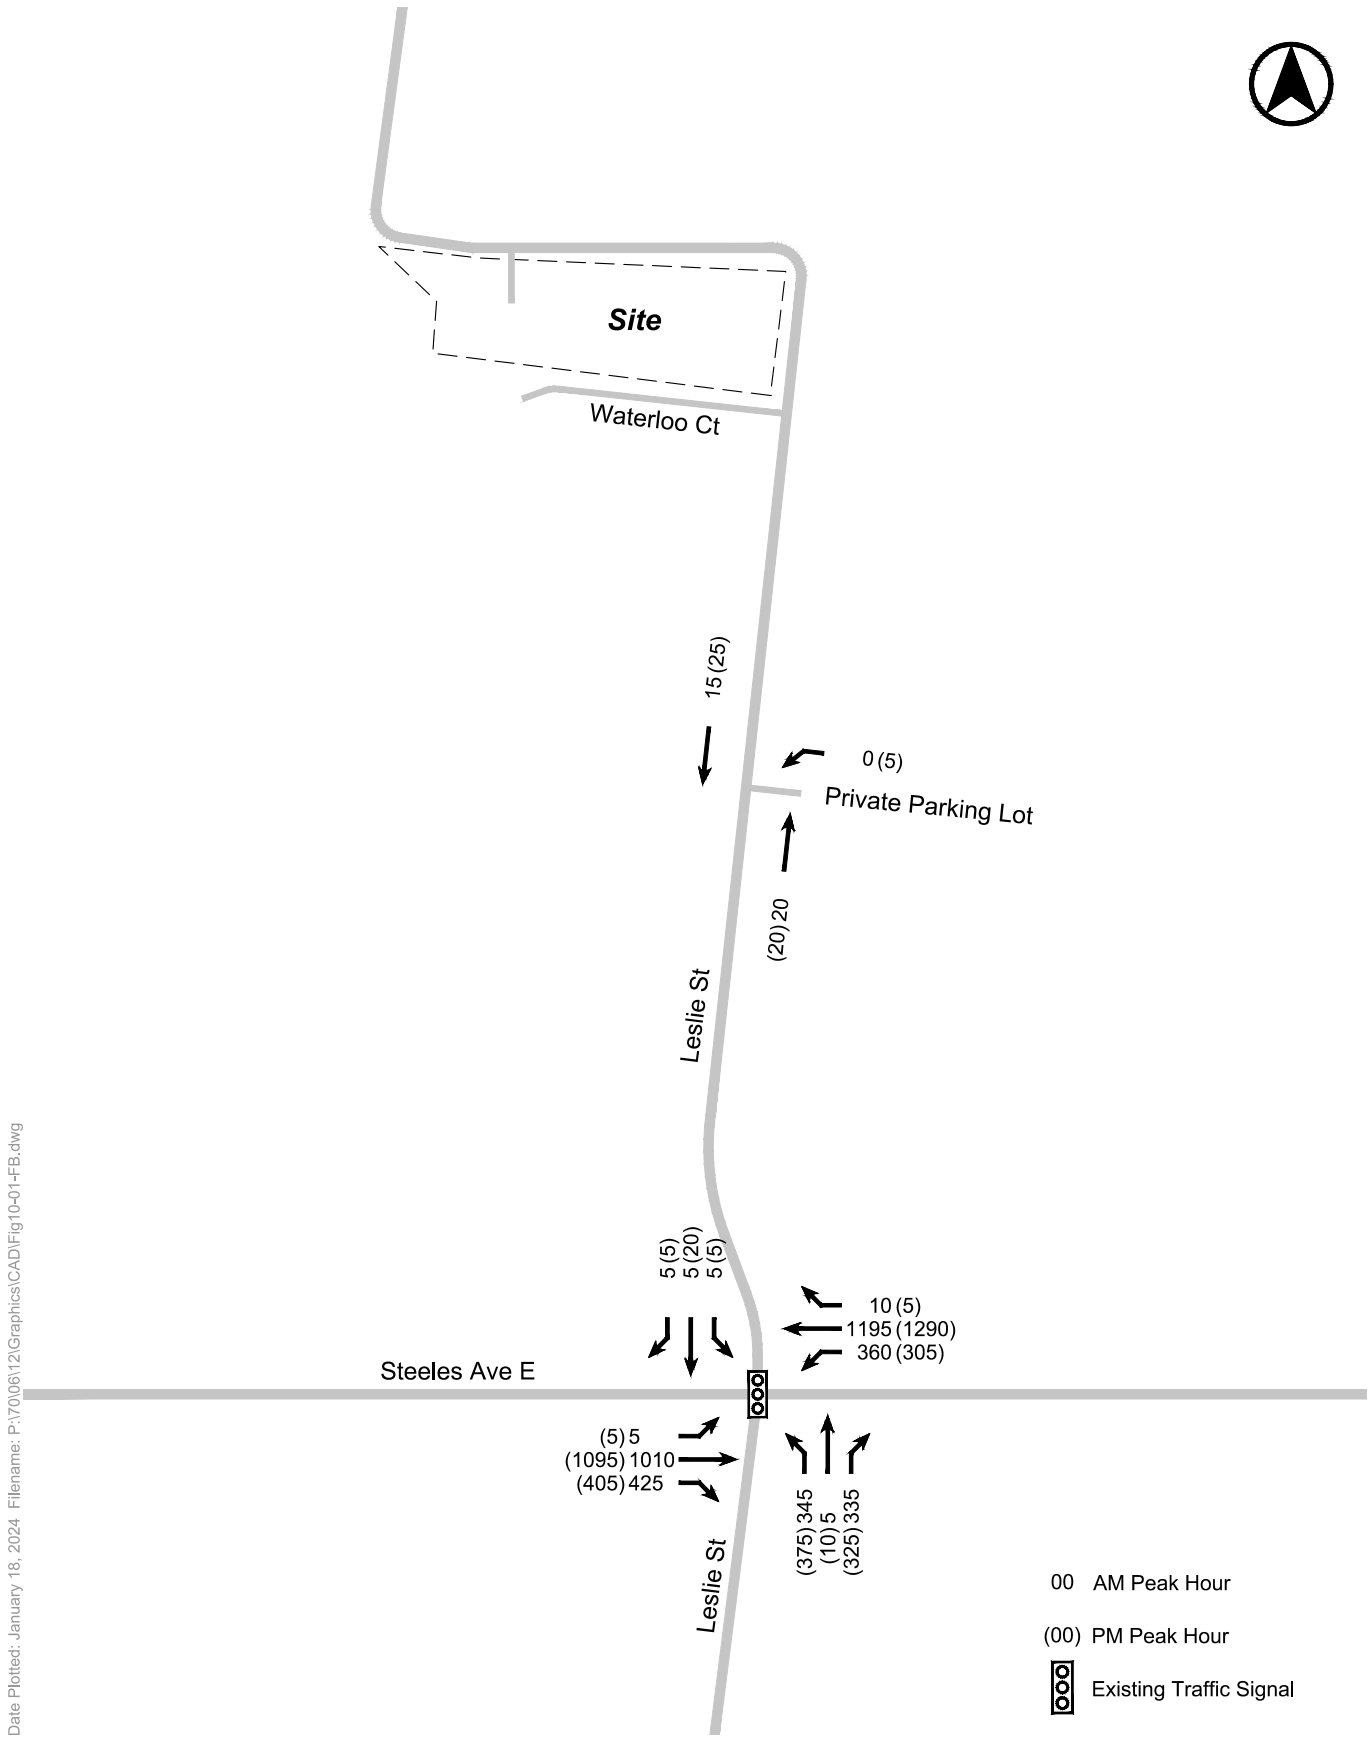 Site
Waterloo Ct
15 (25)
0 (5)
Private Parking Lot
(20) 20
Leslie St
5 (5)
5 (20)
5 (5)
10 (5)
1195 (1290)
360 (305)
Steeles Ave E
(5) 5
(1095) 1010
(405) 425
(375) 345
(10) 5
(325) 335
Leslie St
00 AM Peak Hour
(00) PM Peak Hour
Existing Traffic Signal
Date Plotted: January 18, 2024 Filename: P:\70\06\12\Graphics\CAD\Fig10-01-FB.dwg